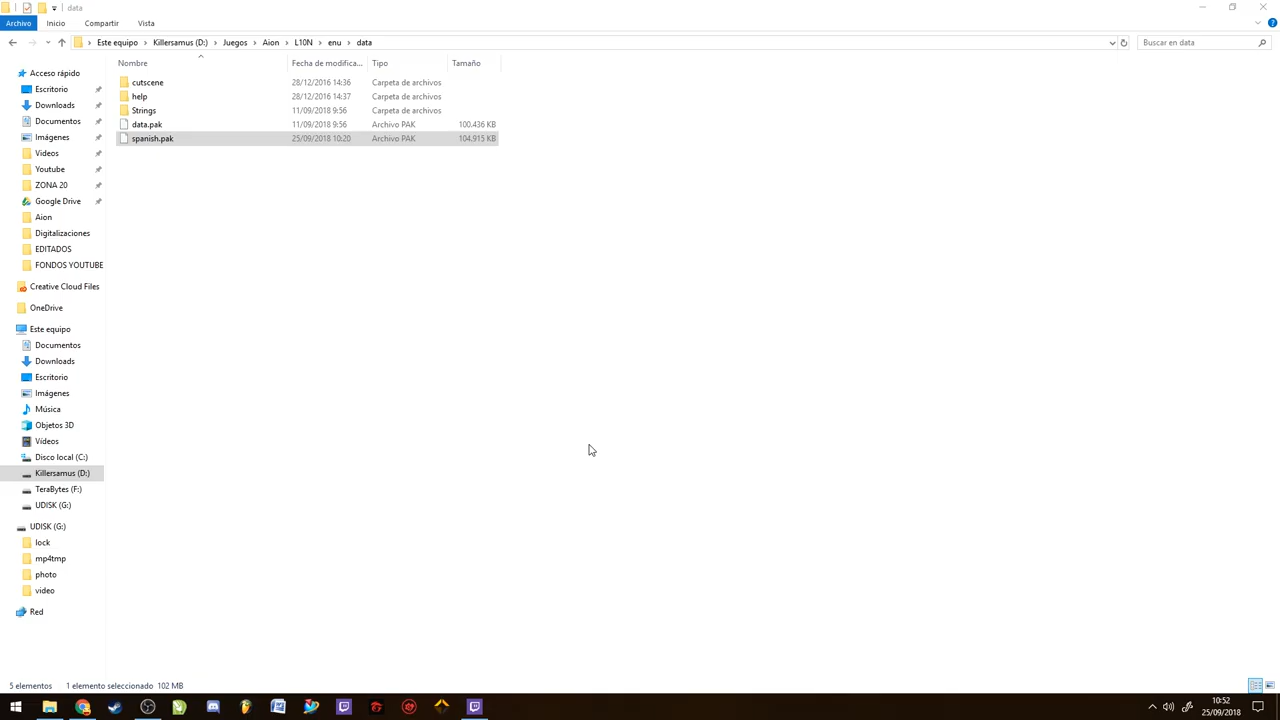 data
Archivo Inicio Compartir Vista
Este equipo > Killersamus (D:) > Juegos > Aion > L10N > enu > data
Buscar en data
Nombre Fecha de modifica... Tipo Tamaño
cutscene 28/12/2016 14:36 Carpeta de archivos
help 28/12/2016 14:37 Carpeta de archivos
Strings 11/09/2018 9:56 Carpeta de archivos
data.pak 11/09/2018 9:56 Archivo PAK 100.436 KB
spanish.pak 25/09/2018 10:20 Archivo PAK 104.915 KB
Acceso rápido
Escritorio
Downloads
Documentos
Imágenes
Videos
Youtube
ZONA 20
Google Drive
Aion
Digitalizaciones
EDITADOS
FONDOS YOUTUBE
Creative Cloud Files
OneDrive
Este equipo
Documentos
Downloads
Escritorio
Imágenes
Música
Objetos 3D
Vídeos
Disco local (C:)
Killersamus (D:)
TeraBytes (F:)
UDISK (G:)
UDISK (G:)
lock
mp4tmp
photo
video
Red
5 elementos 1 elemento seleccionado 102 MB
10:52
25/09/2018